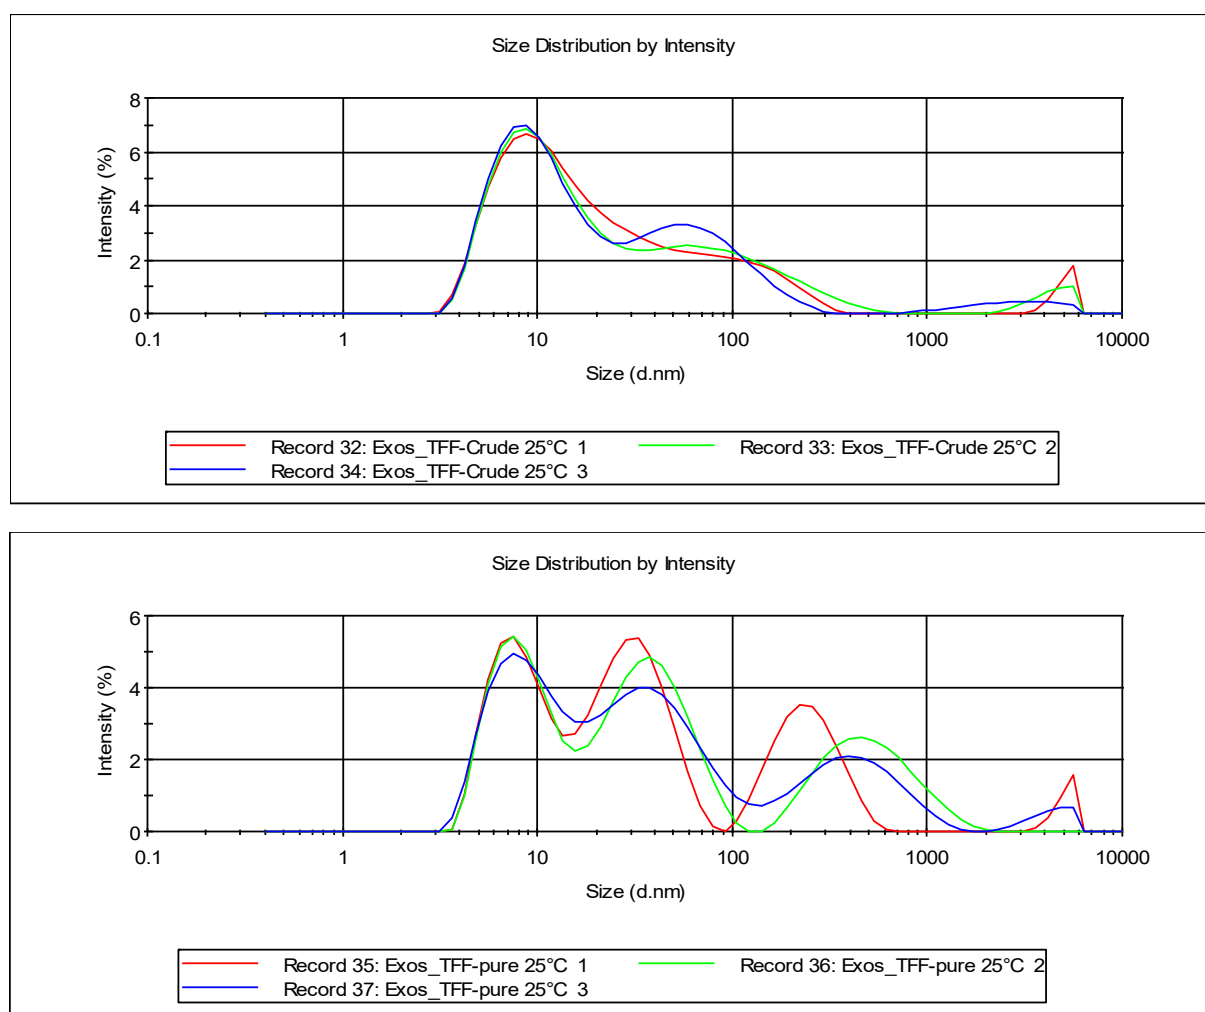 Size Distribution by Intensity
8
6
4
2
0
Intensity (%)
0.1 1 10 100 1000 10000
Size (d.nm)
Record 32: Exos_TFF-Crude 25°C 1 Record 33: Exos_TFF-Crude 25°C 2
Record 34: Exos_TFF-Crude 25°C 3
Size Distribution by Intensity
6
4
2
0
Intensity (%)
0.1 1 10 100 1000 10000
Size (d.nm)
Record 35: Exos_TFF-pure 25°C 1 Record 36: Exos_TFF-pure 25°C 2
Record 37: Exos_TFF-pure 25°C 3